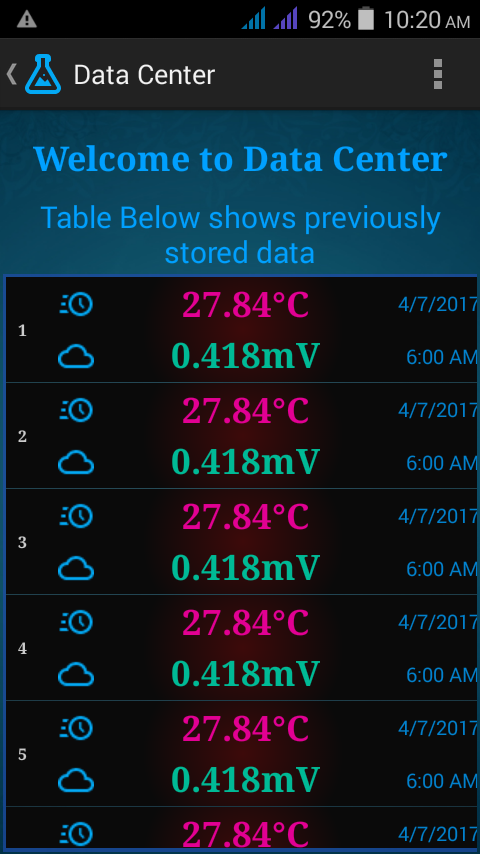 92% 10:20 AM
Data Center
Welcome to Data Center
Table Below shows previously
stored data
1 27.84°C 4/7/2017
0.418mV 6:00 AM
2 27.84°C 4/7/2017
0.418mV 6:00 AM
3 27.84°C 4/7/2017
0.418mV 6:00 AM
4 27.84°C 4/7/2017
0.418mV 6:00 AM
5 27.84°C 4/7/2017
0.418mV 6:00 AM
27.84°C 4/7/2017